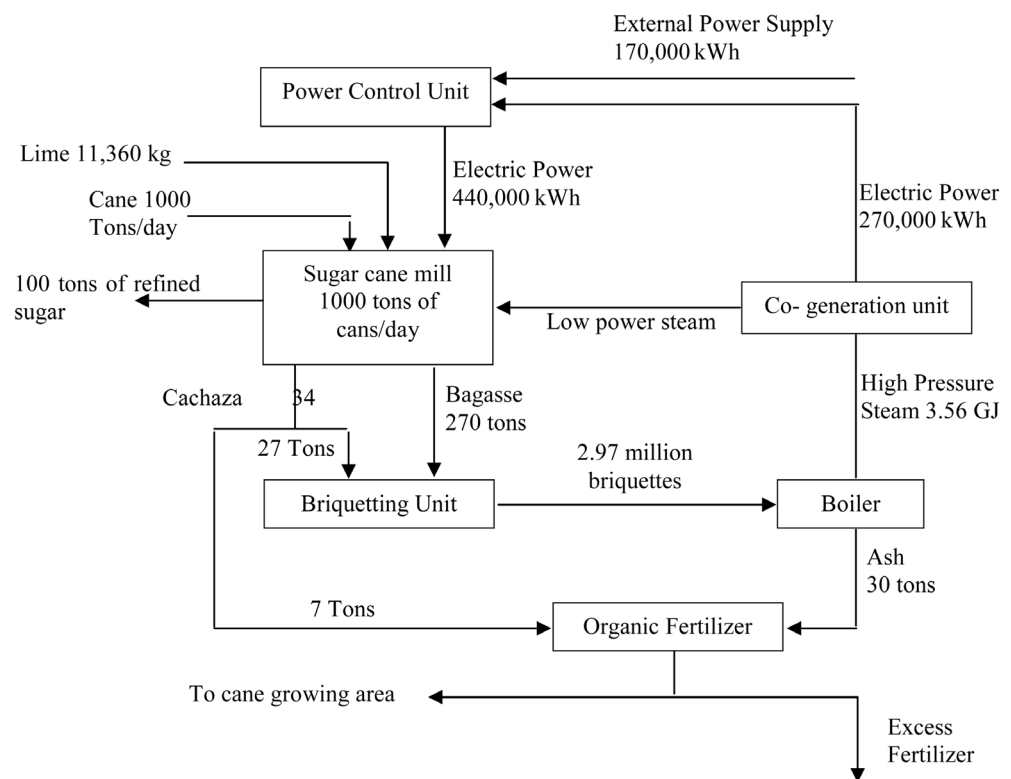 External Power Supply
170,000 kWh
Power Control Unit
Lime 11,360 kg
Electric Power
440,000 kWh
Cane 1000
Tons/day
Electric Power
270,000 kWh
100 tons of refined
sugar
Sugar cane mill
1000 tons of
cans/day
Low power steam
Co- generation unit
Cachaza 34
Bagasse
270 tons
High Pressure
Steam 3.56 GJ
27 Tons
2.97 million
briquettes
Briquetting Unit
Boiler
Ash
30 tons
7 Tons
Organic Fertilizer
To cane growing area
Excess
Fertilizer